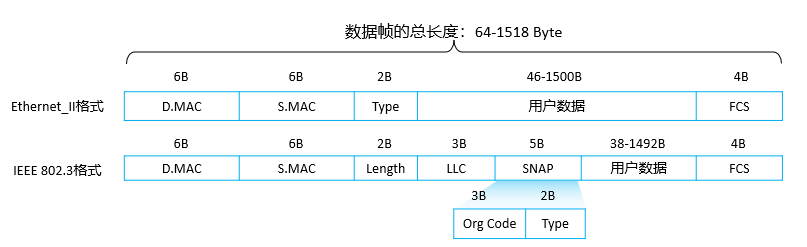 数据帧的总长度：64-1518 Byte
6B 6B 2B 46-1500B 4B
Ethernet_II格式 D.MAC S.MAC Type 用户数据 FCS
6B 6B 2B 3B 5B 38-1492B 4B
IEEE 802.3格式 D.MAC S.MAC Length LLC SNAP 用户数据 FCS
3B 2B
Org Code Type